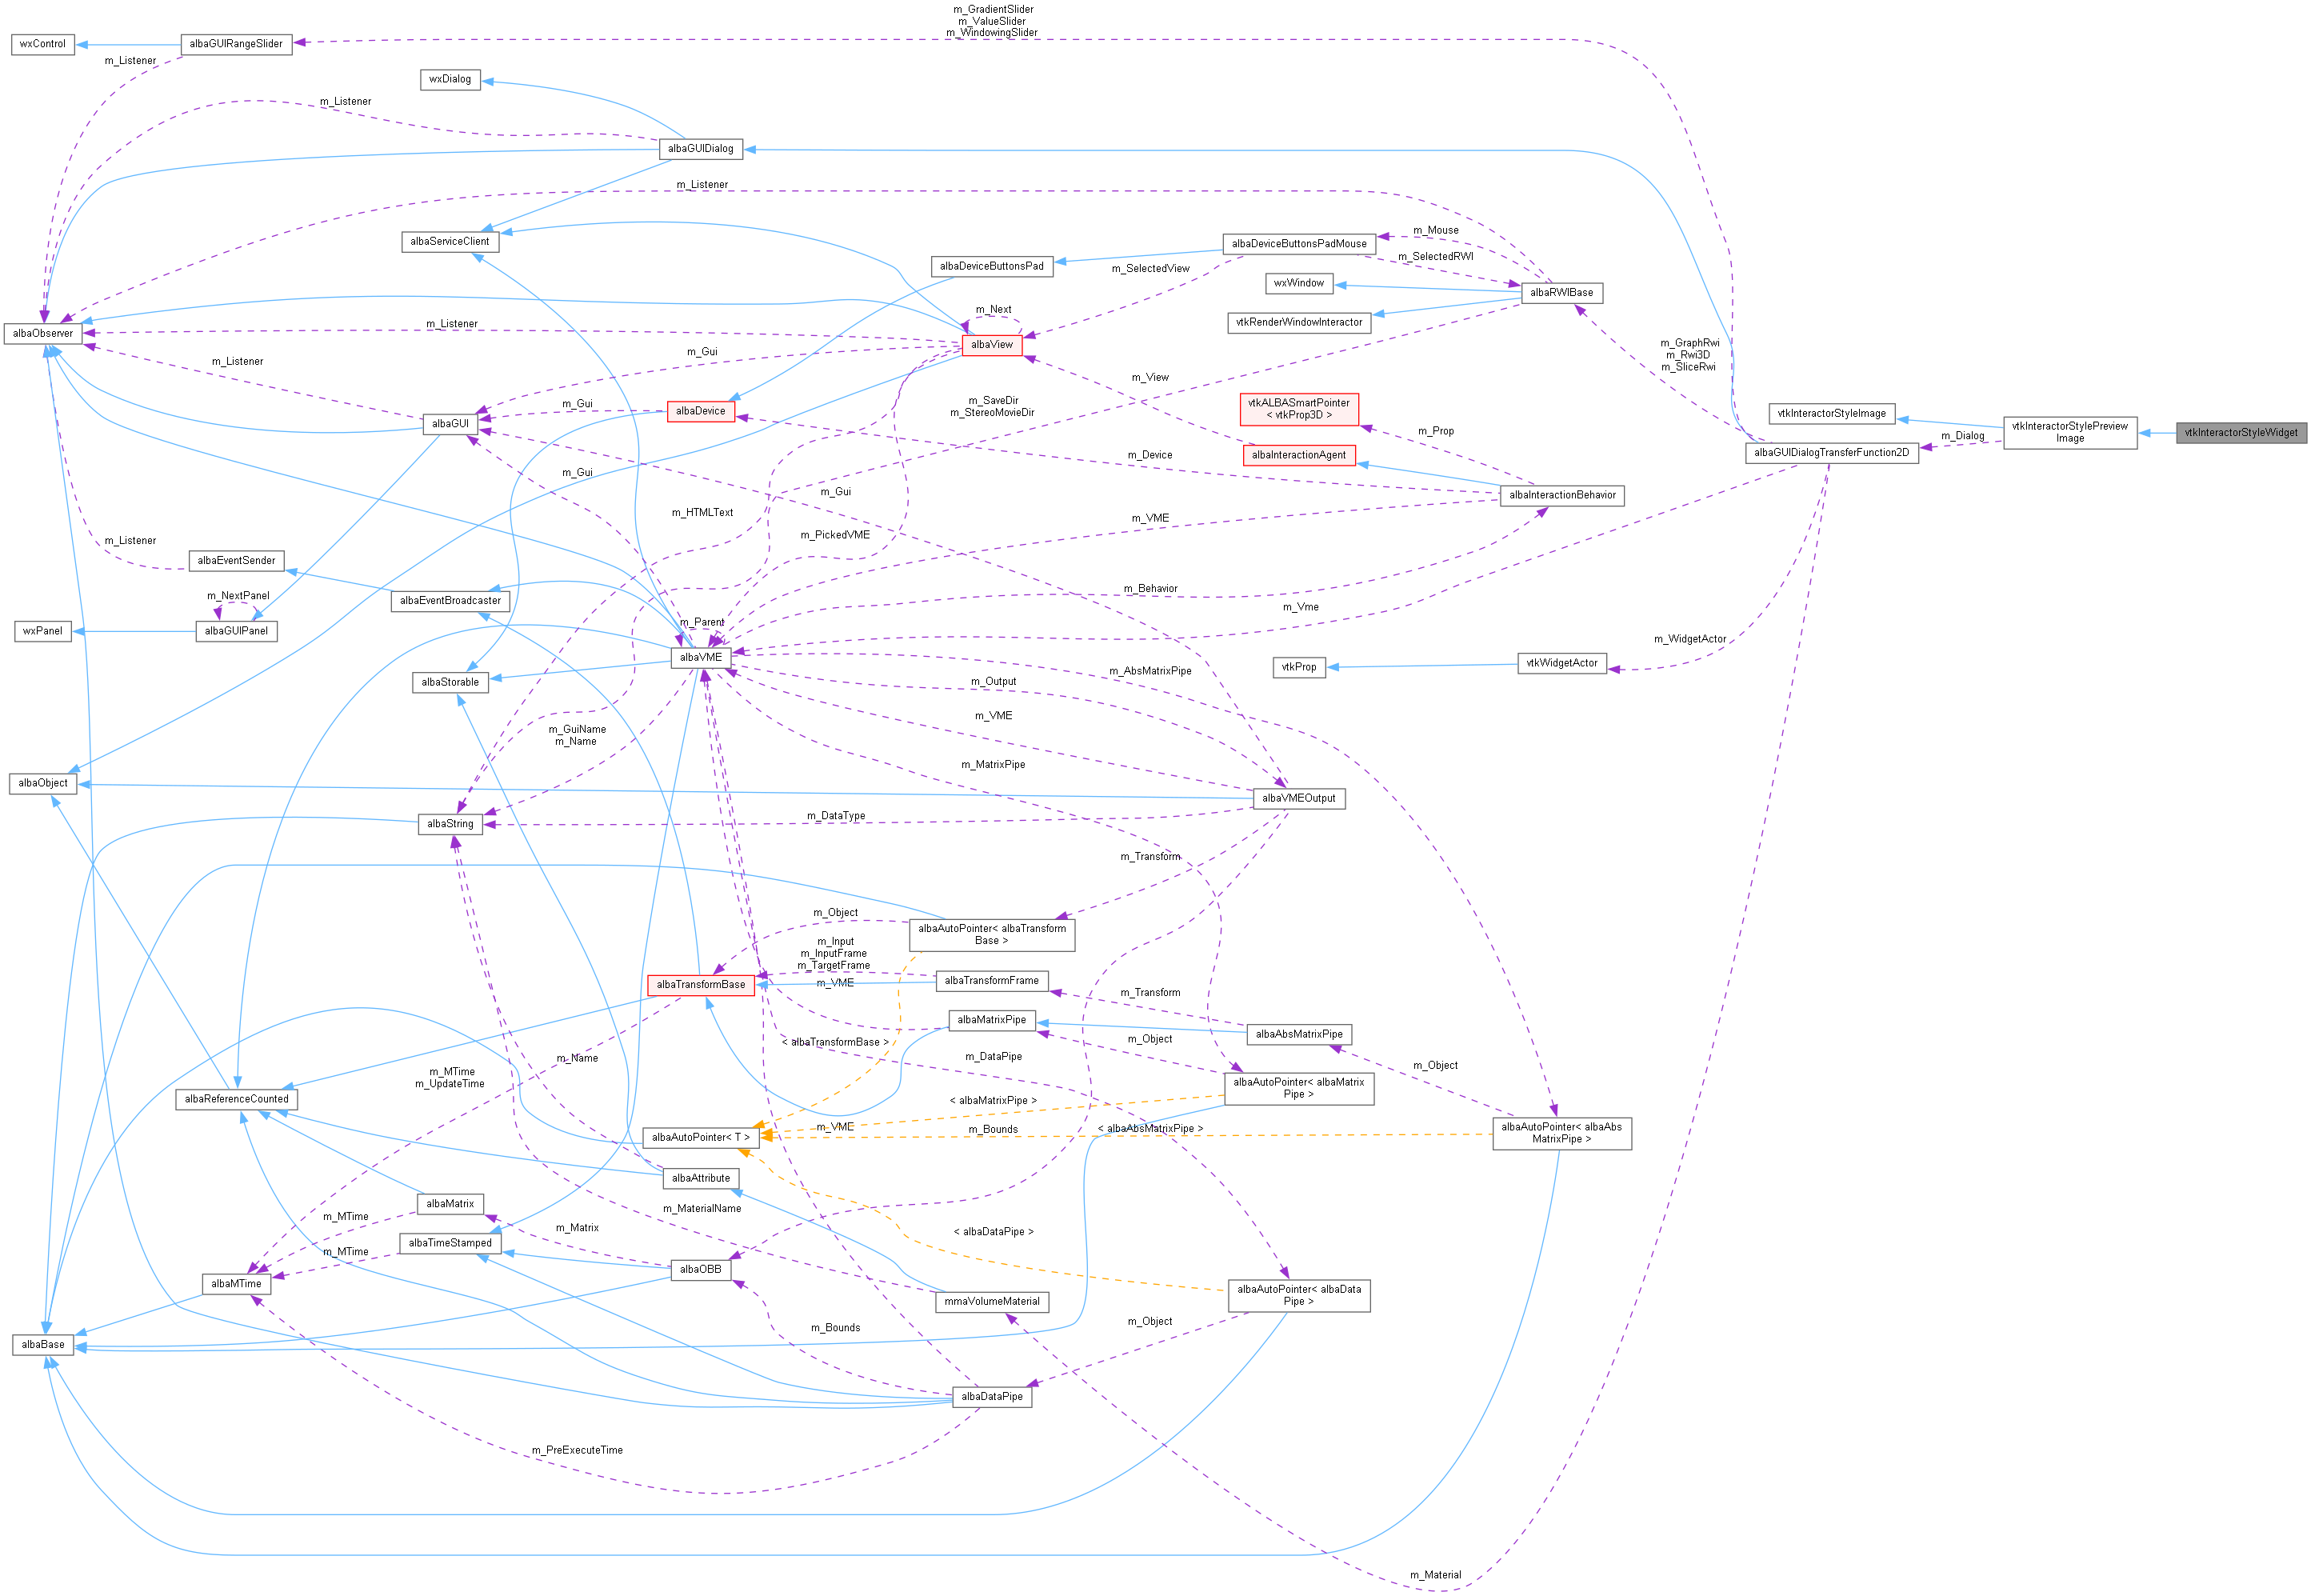 m_GradientSlider
m_ValueSlider
m_WindowingSlider
wxControl
albaGUIRangeSlider
m_Listener
wxDialog
m_Listener
albaGUIDialog
m_Listener
albaServiceClient
albaDeviceButtonsPadMouse
m_Mouse
m_SelectedRWI
albaDeviceButtonsPad
m_SelectedView
wxWindow
albaRWIBase
m_Next
vtkRenderWindowInteractor
albaObserver
m_Listener
albaView
m_GraphRwi
m_Rwi3D
m_SliceRwi
m_Gui
m_Listener
m_View
m_SaveDir
m_StereoMovieDir
vtkALBASmartPointer
< vtkProp3D >
m_Gui
albaDevice
albaGUI
vtkInteractorStyleImage
vtkInteractorStylePreview
Image
vtkInteractorStyleWidget
m_Prop
m_Dialog
m_Device
albaInteractionAgent
albaGUIDialogTransferFunction2D
m_Gui
m_Gui
albaInteractionBehavior
m_HTMLText
m_VME
m_PickedVME
m_Listener
albaEventSender
m_NextPanel
m_Behavior
albaEventBroadcaster
m_Vme
wxPanel
albaGUIPanel
m_Parent
m_WidgetActor
albaVME
vtkProp
vtkWidgetActor
m_AbsMatrixPipe
albaStorable
m_Output
m_VME
m_GuiName
m_Name
m_MatrixPipe
albaObject
albaVMEOutput
m_DataType
albaString
m_Transform
m_Object
albaAutoPointer< albaTransform
Base >
m_Input
m_InputFrame
m_TargetFrame
m_VME
albaTransformBase
albaTransformFrame
m_Transform
albaMatrixPipe
albaAbsMatrixPipe
< albaTransformBase >
m_Object
m_Name
m_DataPipe
m_Object
m_MTime
m_UpdateTime
albaAutoPointer< albaMatrix
Pipe >
albaReferenceCounted
< albaMatrixPipe >
m_VME
m_Bounds
< albaAbsMatrixPipe >
albaAutoPointer< T >
albaAutoPointer< albaAbs
MatrixPipe >
albaAttribute
albaMatrix
m_MTime
m_MaterialName
m_Matrix
< albaDataPipe >
albaTimeStamped
m_MTime
albaOBB
albaMTime
albaAutoPointer< albaData
Pipe >
mmaVolumeMaterial
m_Bounds
m_Object
albaBase
albaDataPipe
m_PreExecuteTime
m_Material